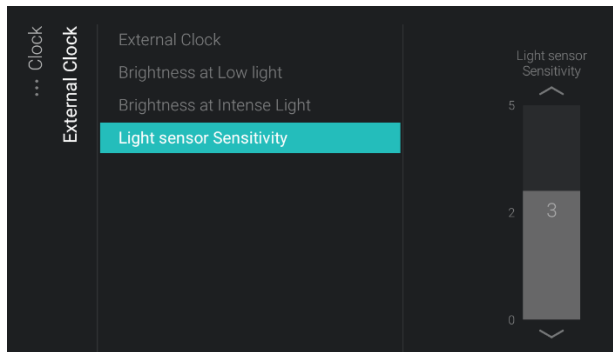 ... Clock
External Clock
External Clock
Brightness at Low light
Brightness at Intense Light
Light sensor Sensitivity
Light sensor
Sensitivity
5
2
3
0